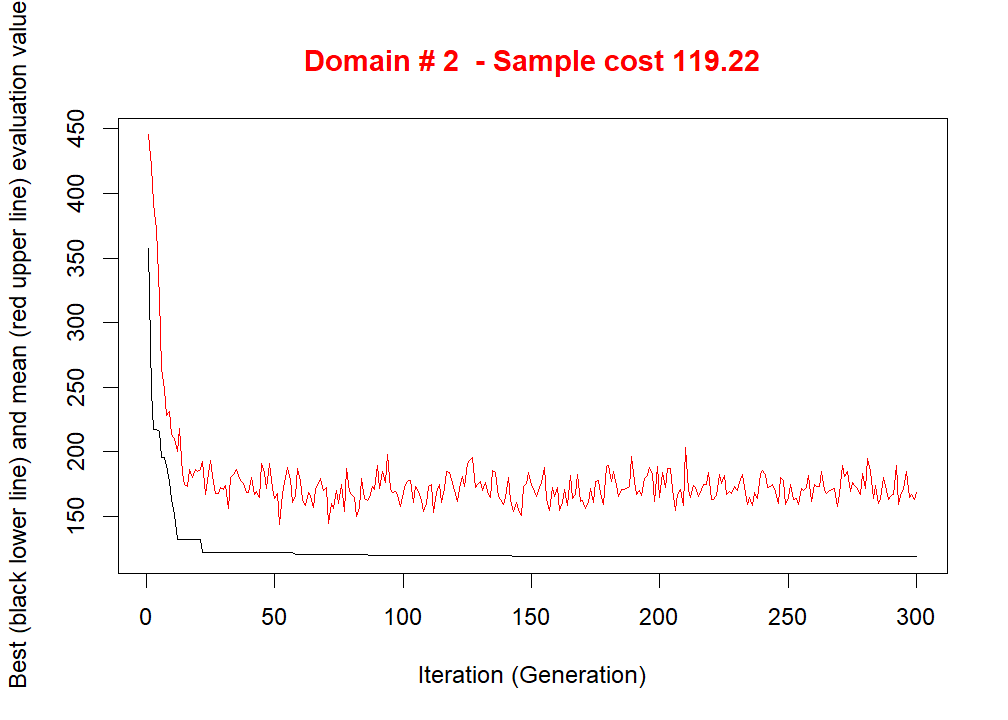 Domain # 2  - Sample cost 119.22
Best (black lower line) and mean (red upper line) evaluation value
450
400
350
300
250
200
150
0 50 100 150 200 250 300
Iteration (Generation)